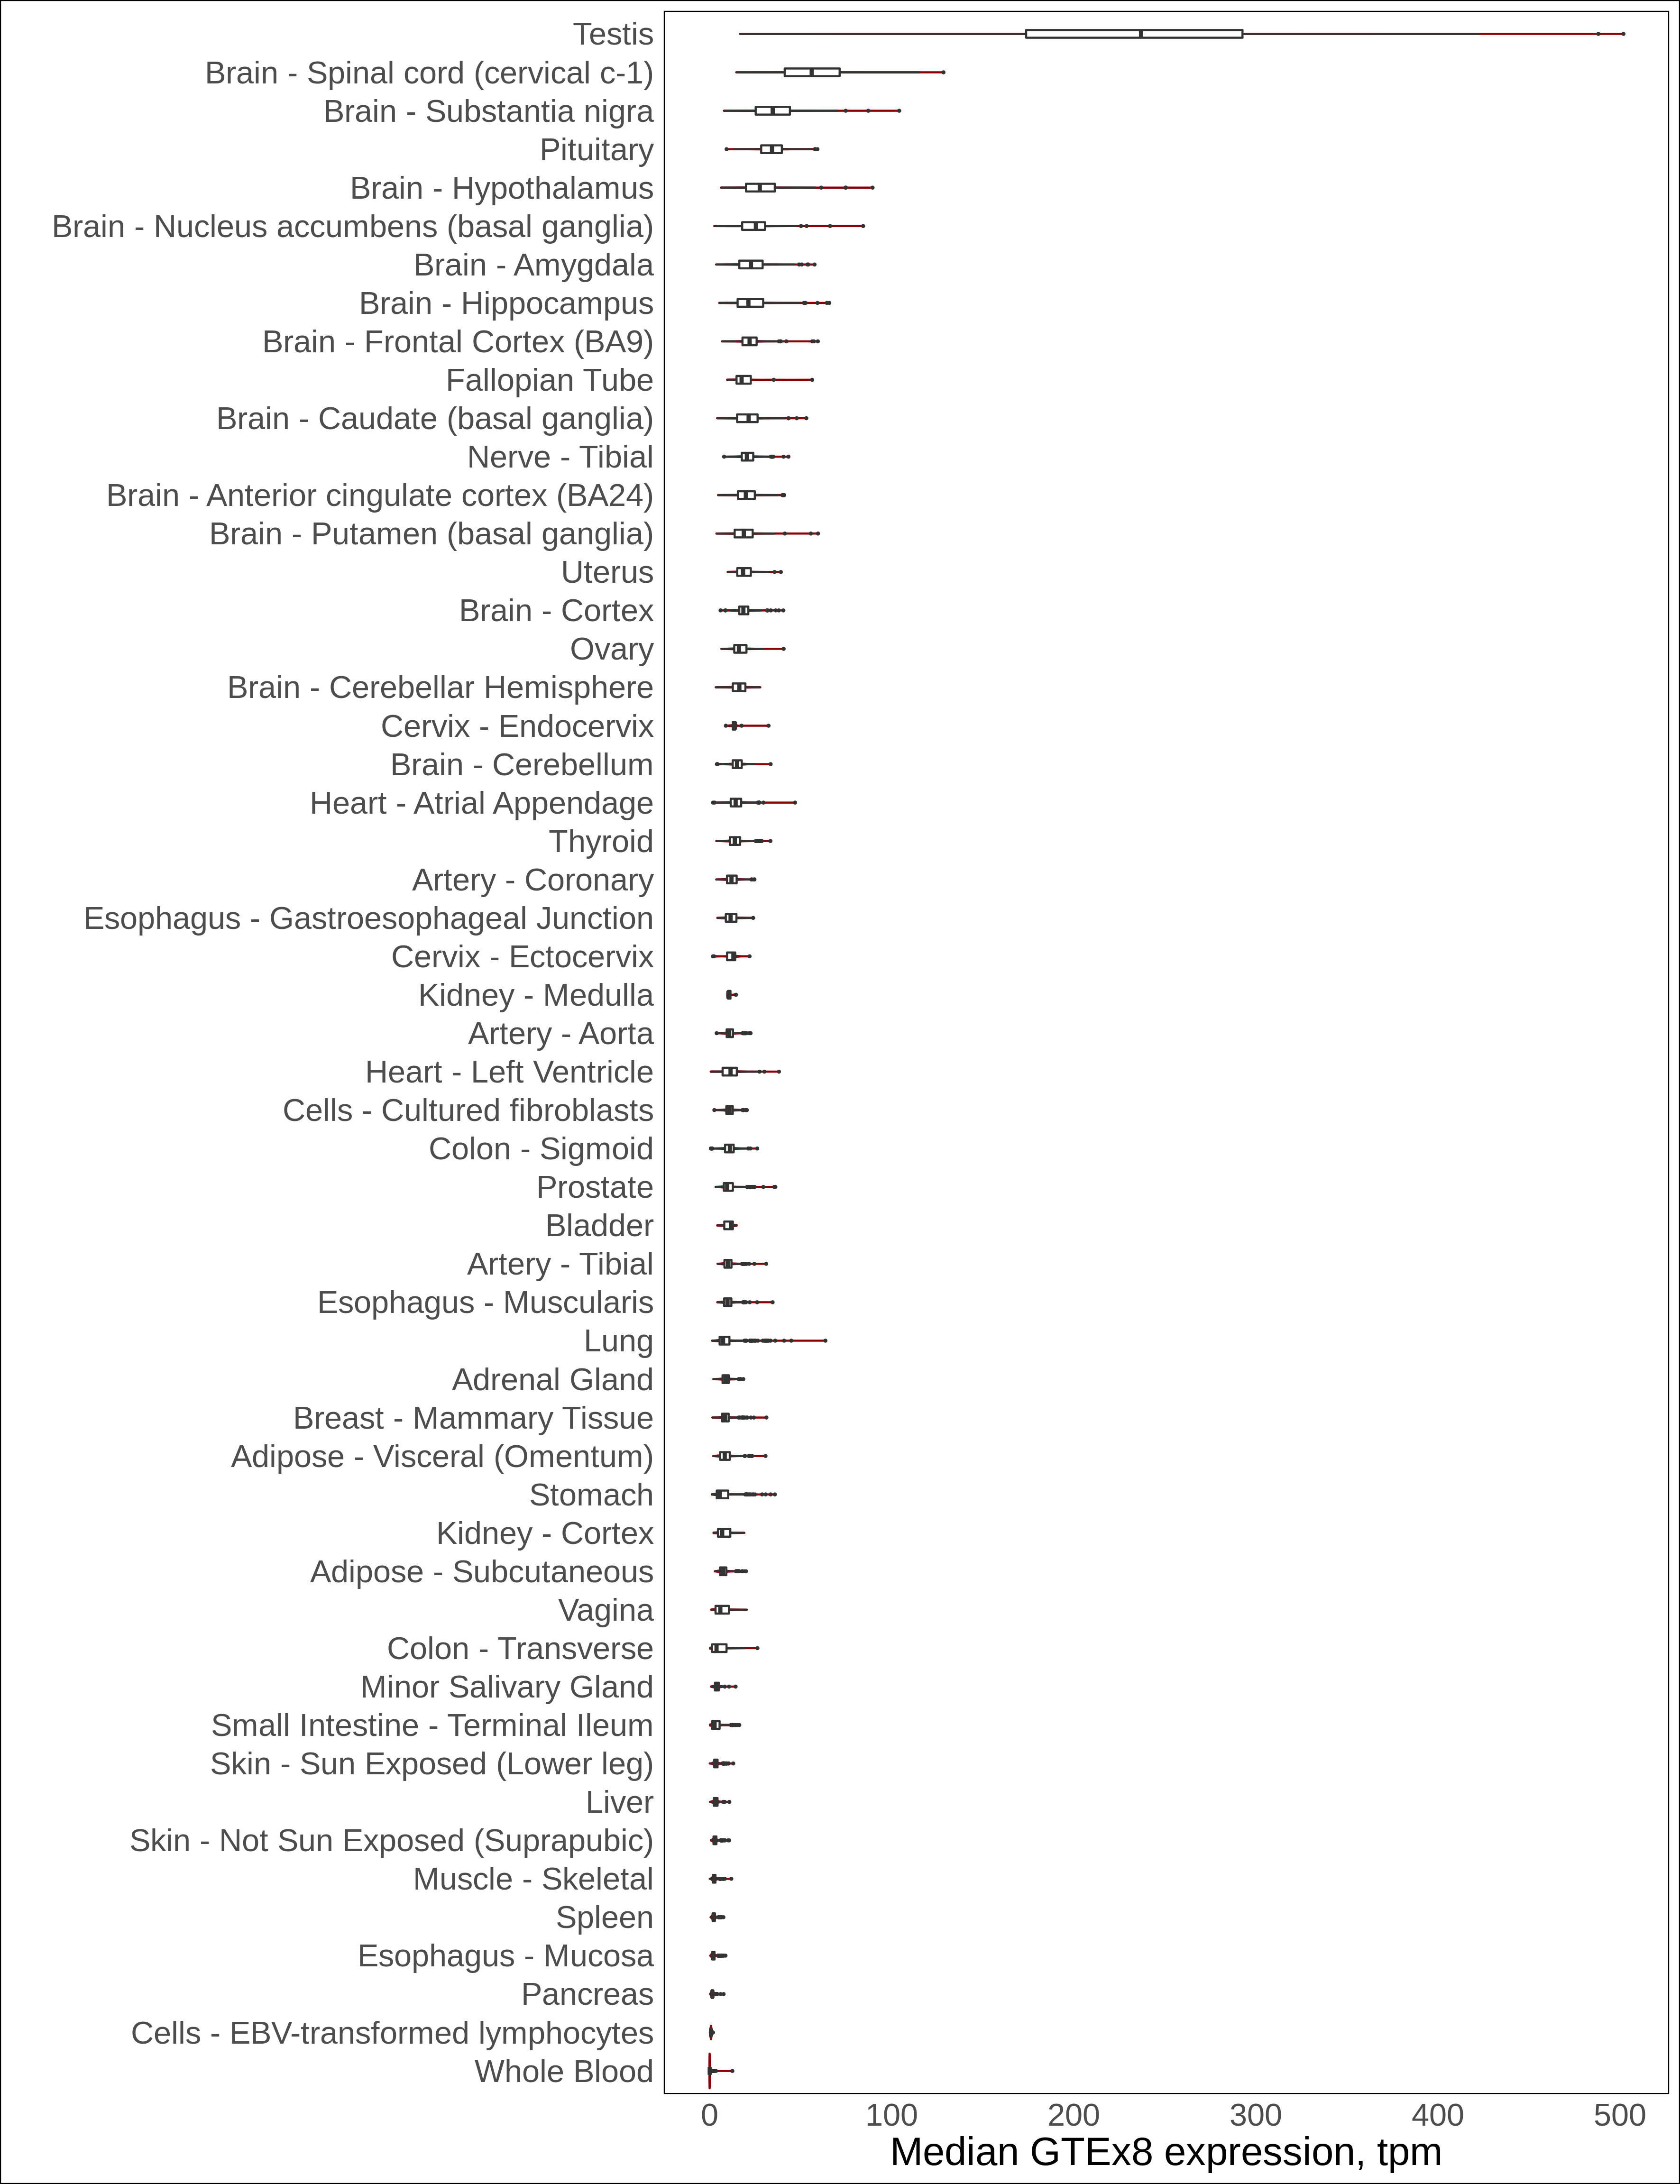 Testis
Brain - Spinal cord (cervical c-1)
Brain - Substantia nigra
Pituitary
Brain - Hypothalamus
Brain - Nucleus accumbens (basal ganglia)
Brain - Amygdala
Brain - Hippocampus
Brain - Frontal Cortex (BA9)
Fallopian Tube
Brain - Caudate (basal ganglia)
Nerve - Tibial
Brain - Anterior cingulate cortex (BA24)
Brain - Putamen (basal ganglia)
Uterus
Brain - Cortex
Ovary
Brain - Cerebellar Hemisphere
Cervix - Endocervix
Brain - Cerebellum
Heart - Atrial Appendage
Thyroid
Artery - Coronary
Esophagus - Gastroesophageal Junction
Cervix - Ectocervix
Kidney - Medulla
Artery - Aorta
Heart - Left Ventricle
Cells - Cultured fibroblasts
Colon - Sigmoid
Prostate
Bladder
Artery - Tibial
Esophagus - Muscularis
Lung
Adrenal Gland
Breast - Mammary Tissue
Adipose - Visceral (Omentum)
Stomach
Kidney - Cortex
Adipose - Subcutaneous
Vagina
Colon - Transverse
Minor Salivary Gland
Small Intestine - Terminal Ileum
Skin - Sun Exposed (Lower leg)
Liver
Skin - Not Sun Exposed (Suprapubic)
Muscle - Skeletal
Spleen
Esophagus - Mucosa
Pancreas
Cells - EBV-transformed lymphocytes
Whole Blood
0 100 200 300 400 500
Median GTEx8 expression, tpm